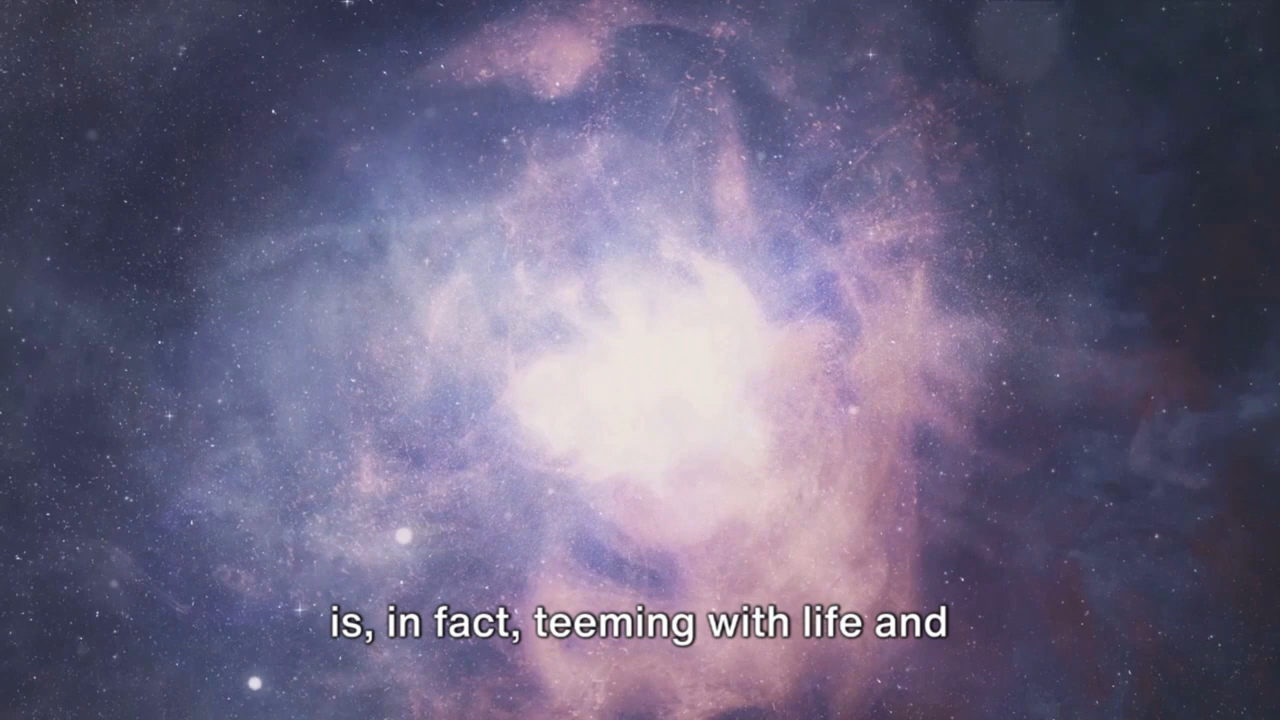 is, in fact, teeming with life and